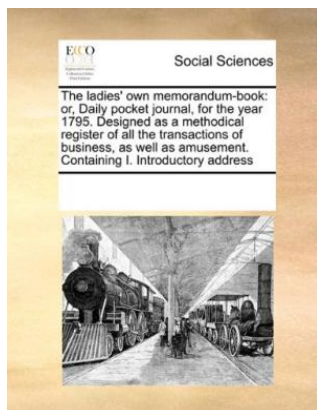 ECCO
Social Sciences
The ladies' own memorandum-book:
or, Daily pocket journal, for the year
1795. Designed as a methodical
register of all the transactions of
business, as well as amusement.
Containing I. Introductory address